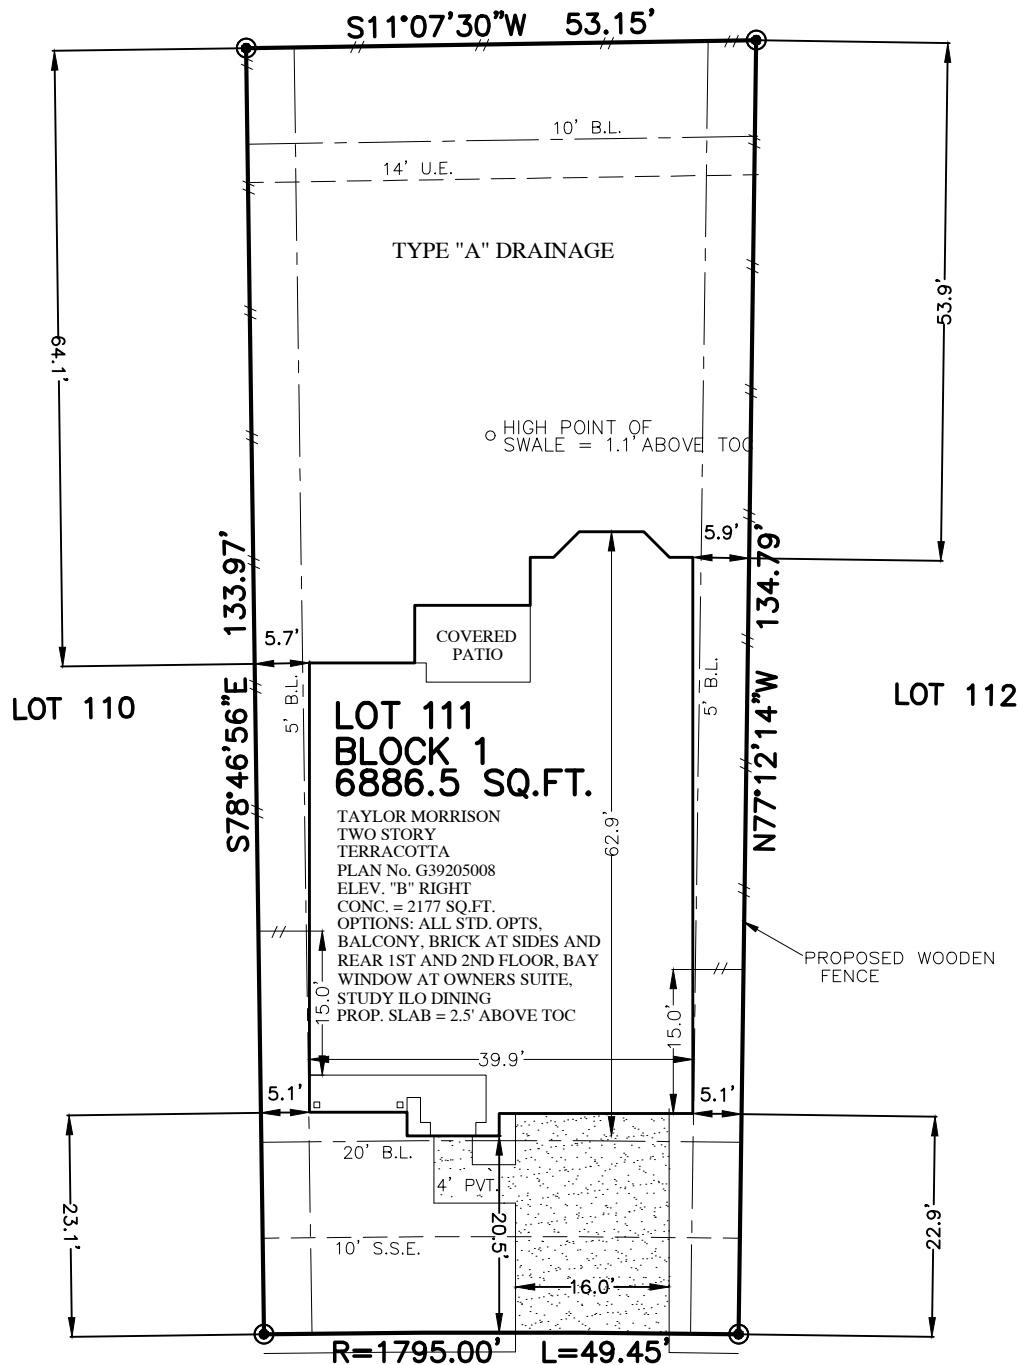 S11°07'30"W 53.15'
10' B.L.
14' U.E.
TYPE "A" DRAINAGE
64.1'
53.9'
HIGH POINT OF
SWALE = 1.1' ABOVE TOC
133.97'
S78°46'56"E
134.79'
N77°12'14"W
5.9'
5.7'
COVERED
PATIO
5' B.L.
5' B.L.
LOT 110
LOT 112
LOT 111
BLOCK 1
6886.5 SQ.FT.
TAYLOR MORRISON
TWO STORY
TERRACOTTA
PLAN No. G39205008
ELEV. "B" RIGHT
CONC. = 2177 SQ.FT.
OPTIONS: ALL STD. OPTS,
BALCONY, BRICK AT SIDES AND
REAR 1ST AND 2ND FLOOR, BAY
WINDOW AT OWNERS SUITE,
STUDY ILO DINING
PROP. SLAB = 2.5' ABOVE TOC
62.9'
PROPOSED WOODEN
FENCE
15.0'
15.0'
39.9'
5.1'
5.1'
20' B.L.
4' PVT.
23.1'
20.5'
22.9'
10' S.S.E.
16.0'
R=1795.00' L=49.45'